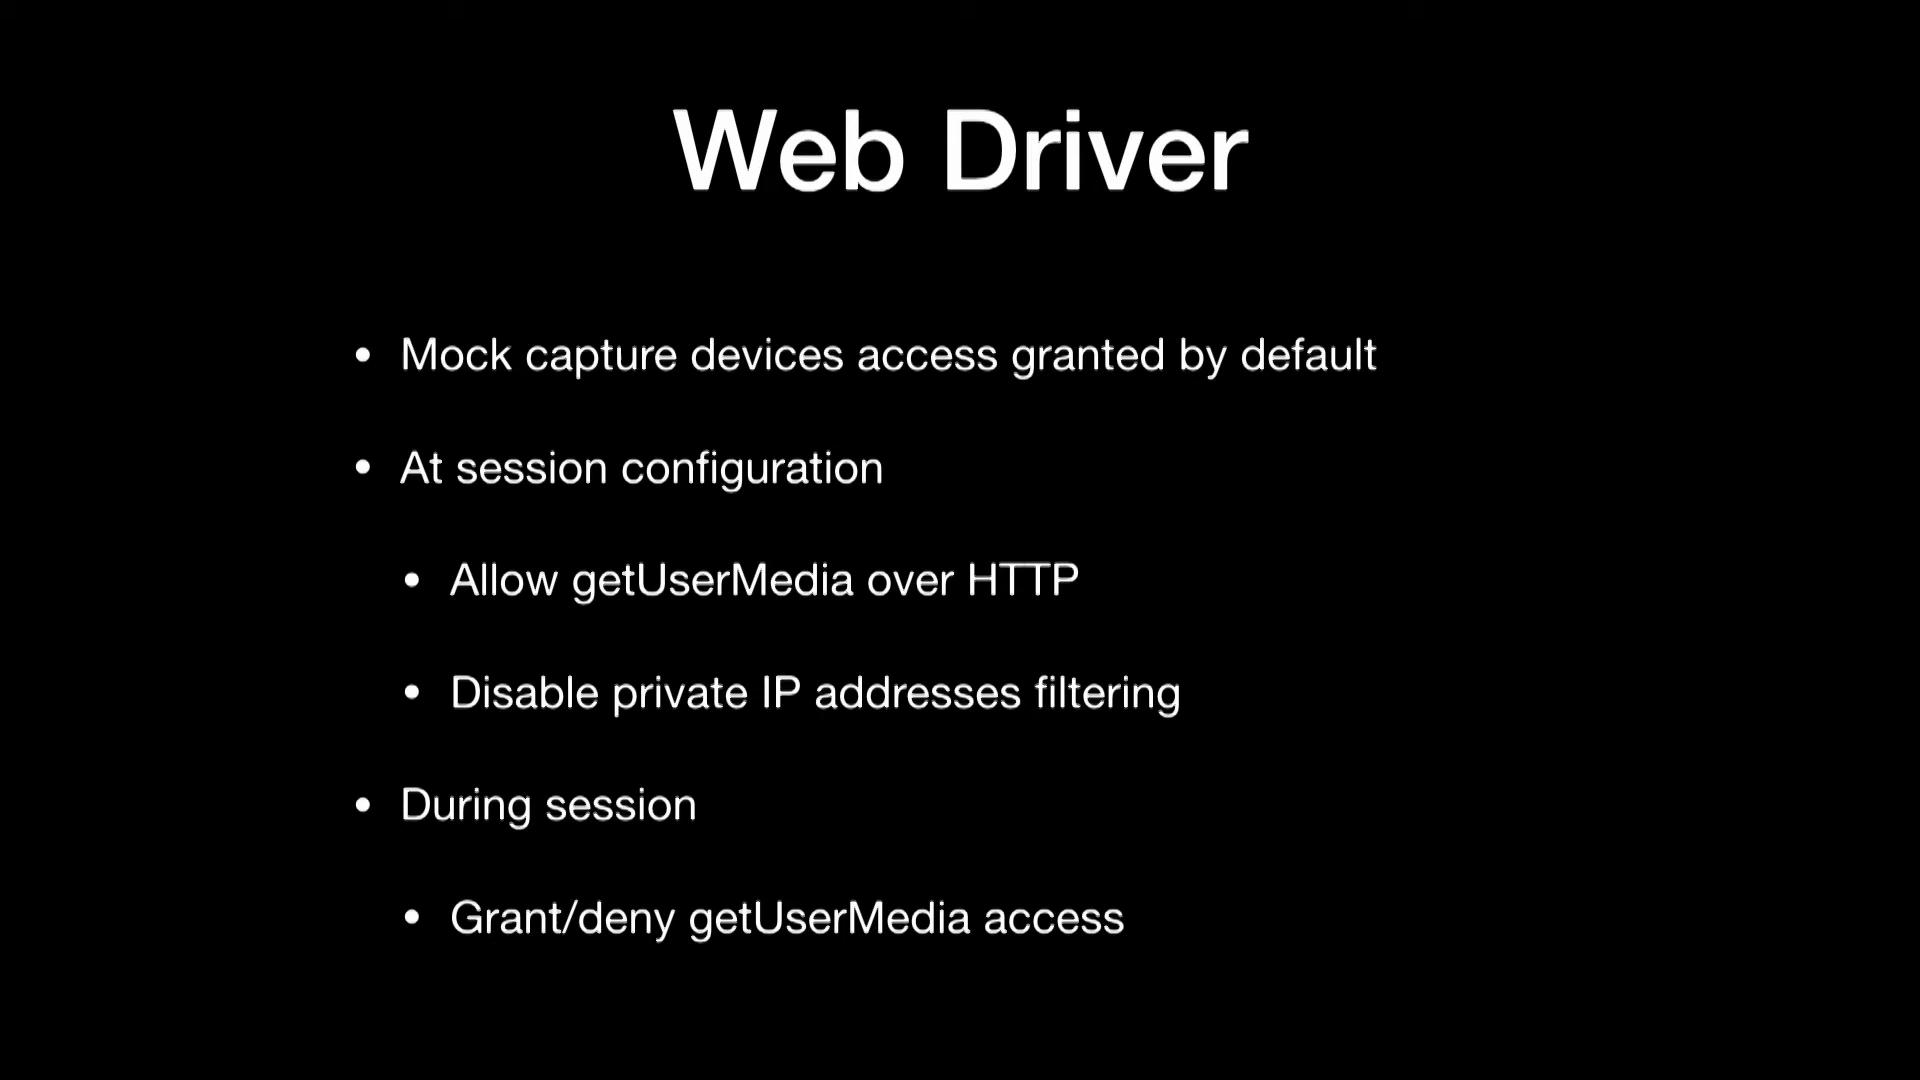 Web Driver
• Mock capture devices access granted by default
• At session configuration
• Allow getUserMedia over HTTP
• Disable private IP addresses filtering
• During session
• Grant/deny getUserMedia access